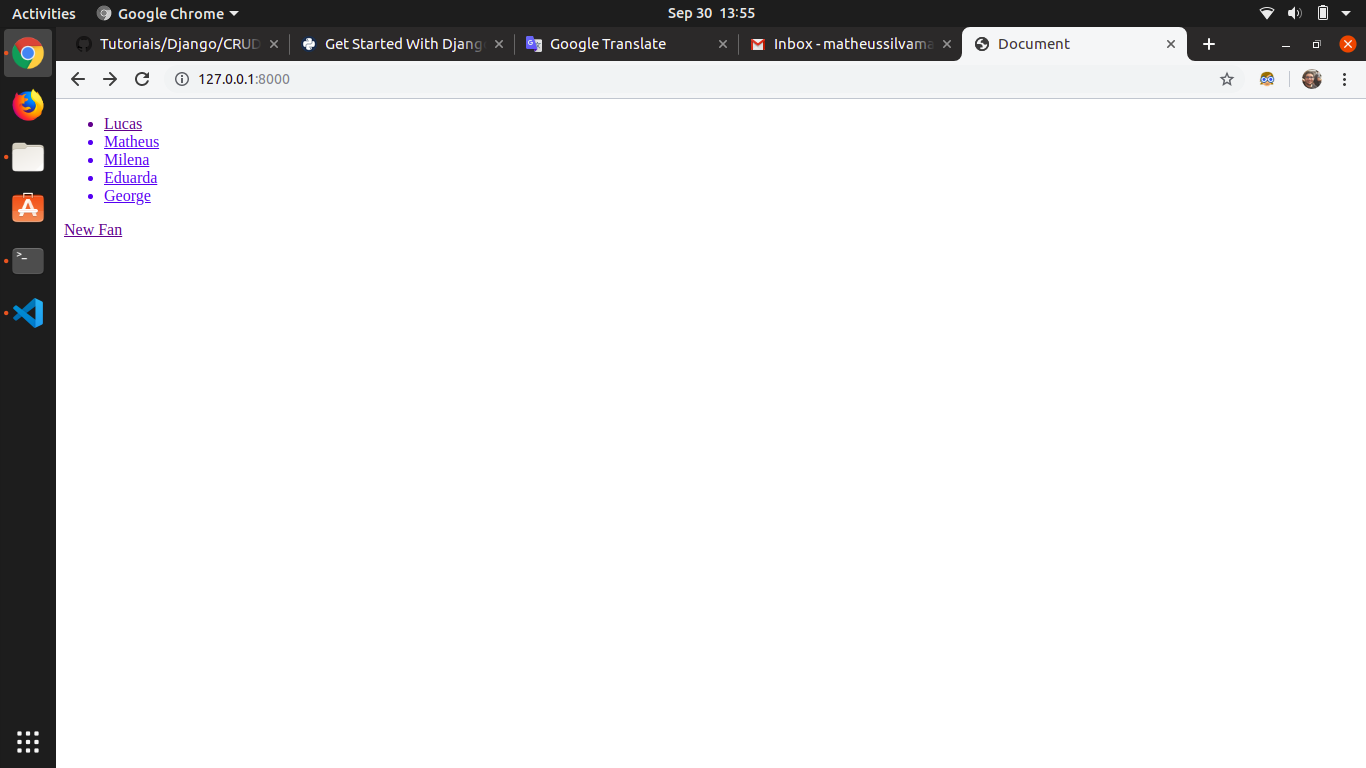 Activities Google Chrome Sep 30 13:55
Tutoriais/Django/CRUD Get Started With Django Google Translate Inbox - matheussilvama Document
127.0.0.1:8000
Lucas
Matheus
Milena
Eduarda
George
New Fan